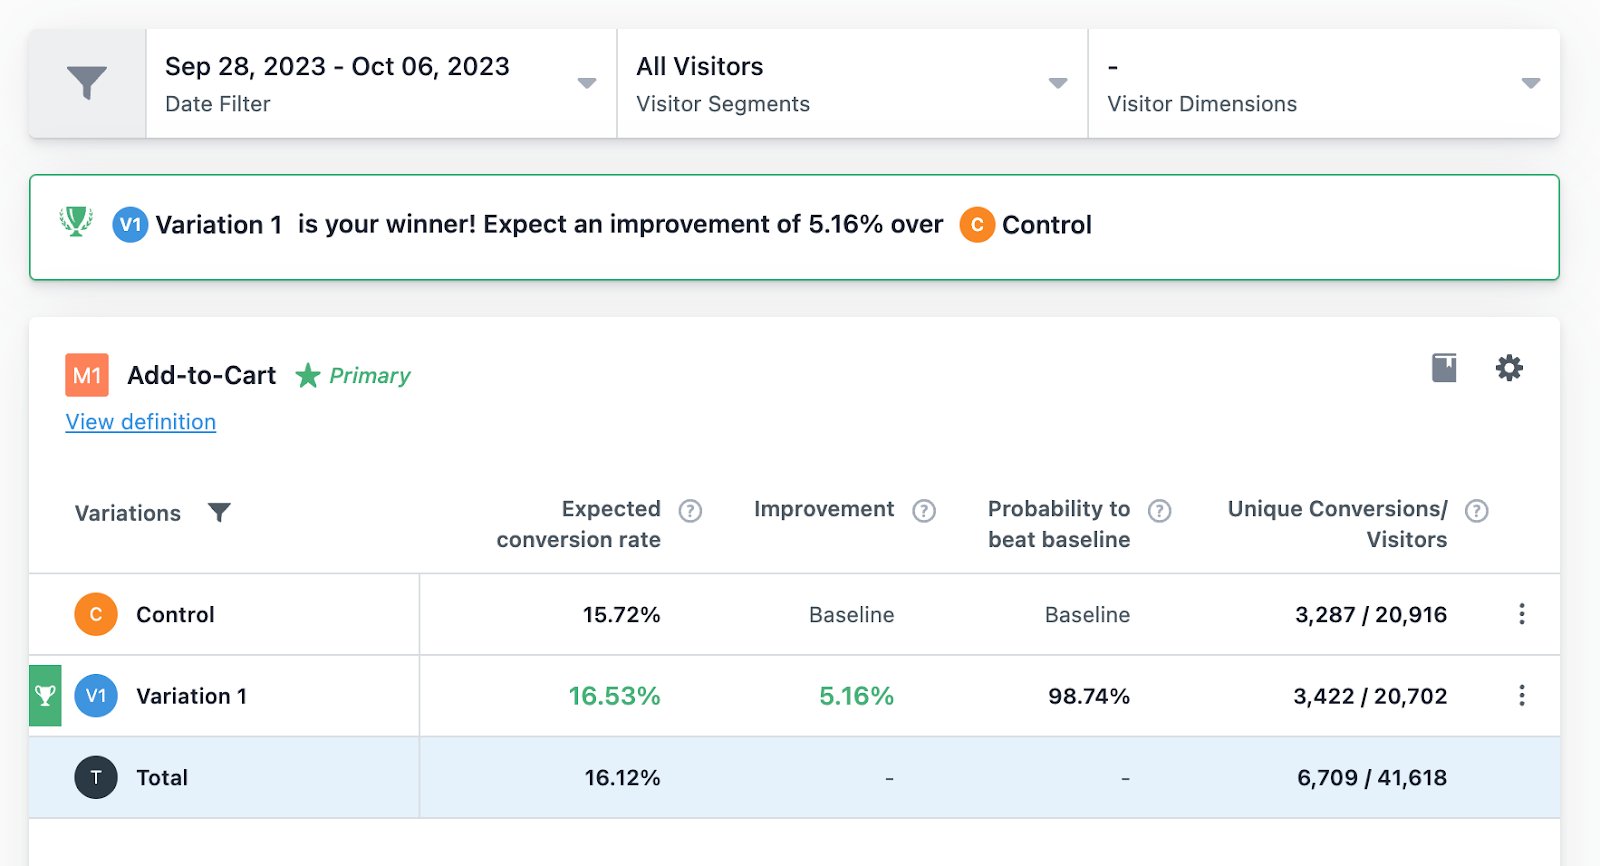 Sep 28, 2023 - Oct 06, 2023
Date Filter
All Visitors
Visitor Segments
-
Visitor Dimensions
V1 Variation 1 is your winner! Expect an improvement of 5.16% over C Control
M1 Add-to-Cart Primary
View definition
Variations
Expected ?
conversion rate
Improvement ?
Probability to ?
beat baseline
Unique Conversions/ ?
Visitors
C Control 15.72% Baseline Baseline 3,287 / 20,916
V1 Variation 1 16.53% 5.16% 98.74% 3,422 / 20,702
T Total 16.12% - - 6,709 / 41,618